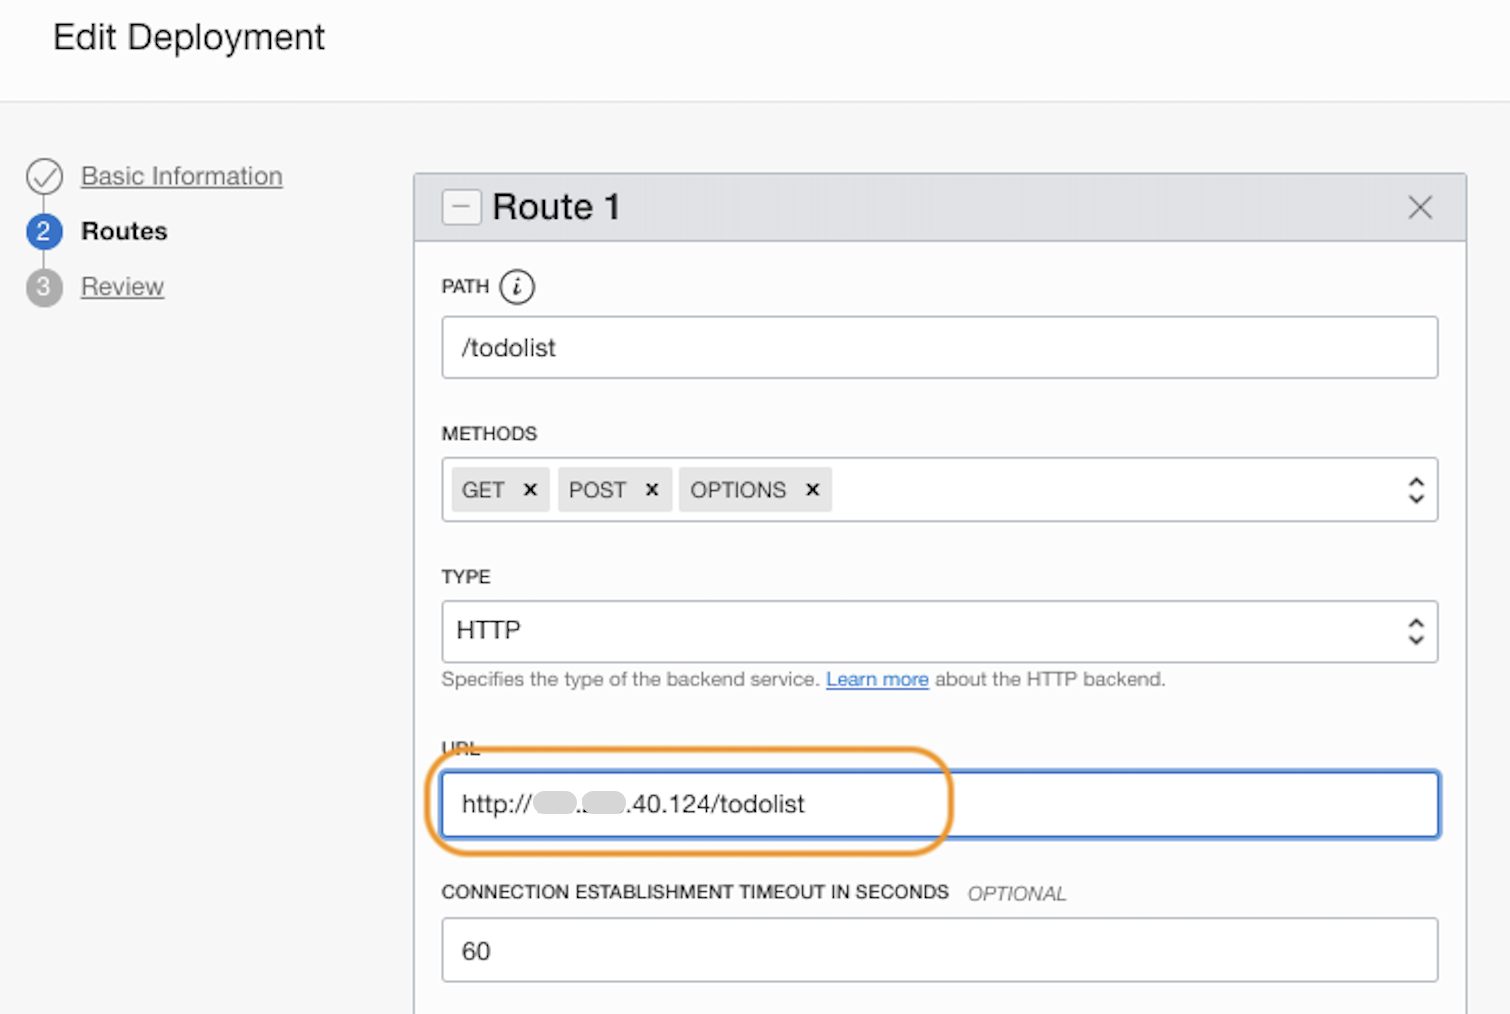 Edit Deployment
Basic Information
2 Routes
3 Review
Route 1
PATH i
/todolist
METHODS
GET × POST × OPTIONS ×
TYPE
HTTP
Specifies the type of the backend service. Learn more about the HTTP backend.
URL
http:// . .40.124/todolist
CONNECTION ESTABLISHMENT TIMEOUT IN SECONDS OPTIONAL
60